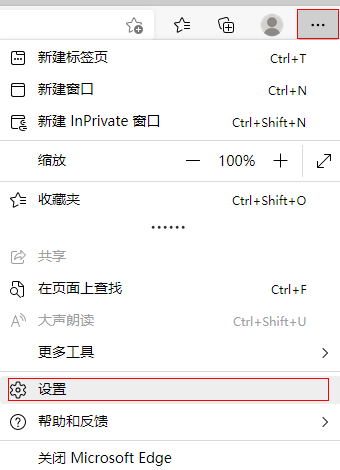 新建标签页 Ctrl+T
新建窗口 Ctrl+N
新建 InPrivate 窗口 Ctrl+Shift+N
缩放 — 100% +
收藏夹 Ctrl+Shift+O
共享
在页面上查找 Ctrl+F
大声朗读 Ctrl+Shift+U
更多工具
设置
帮助和反馈
关闭 Microsoft Edge